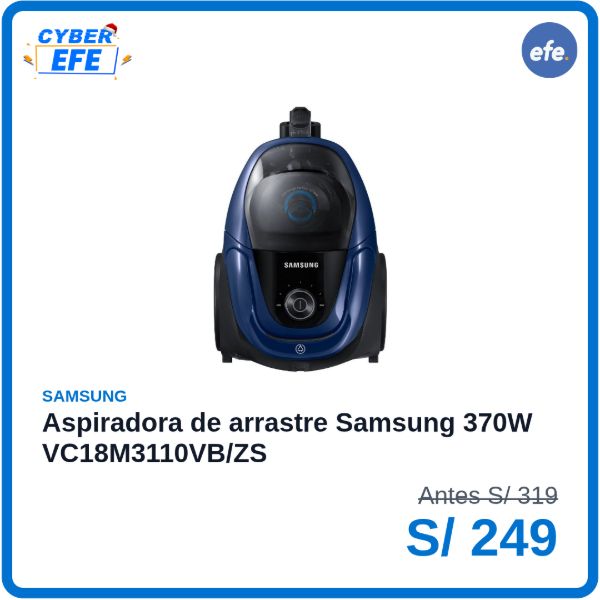 CYBER
EFE
efe.
SAMSUNG
SAMSUNG
Aspiradora de arrastre Samsung 370W
VC18M3110VB/ZS
Antes S/ 319
S/ 249